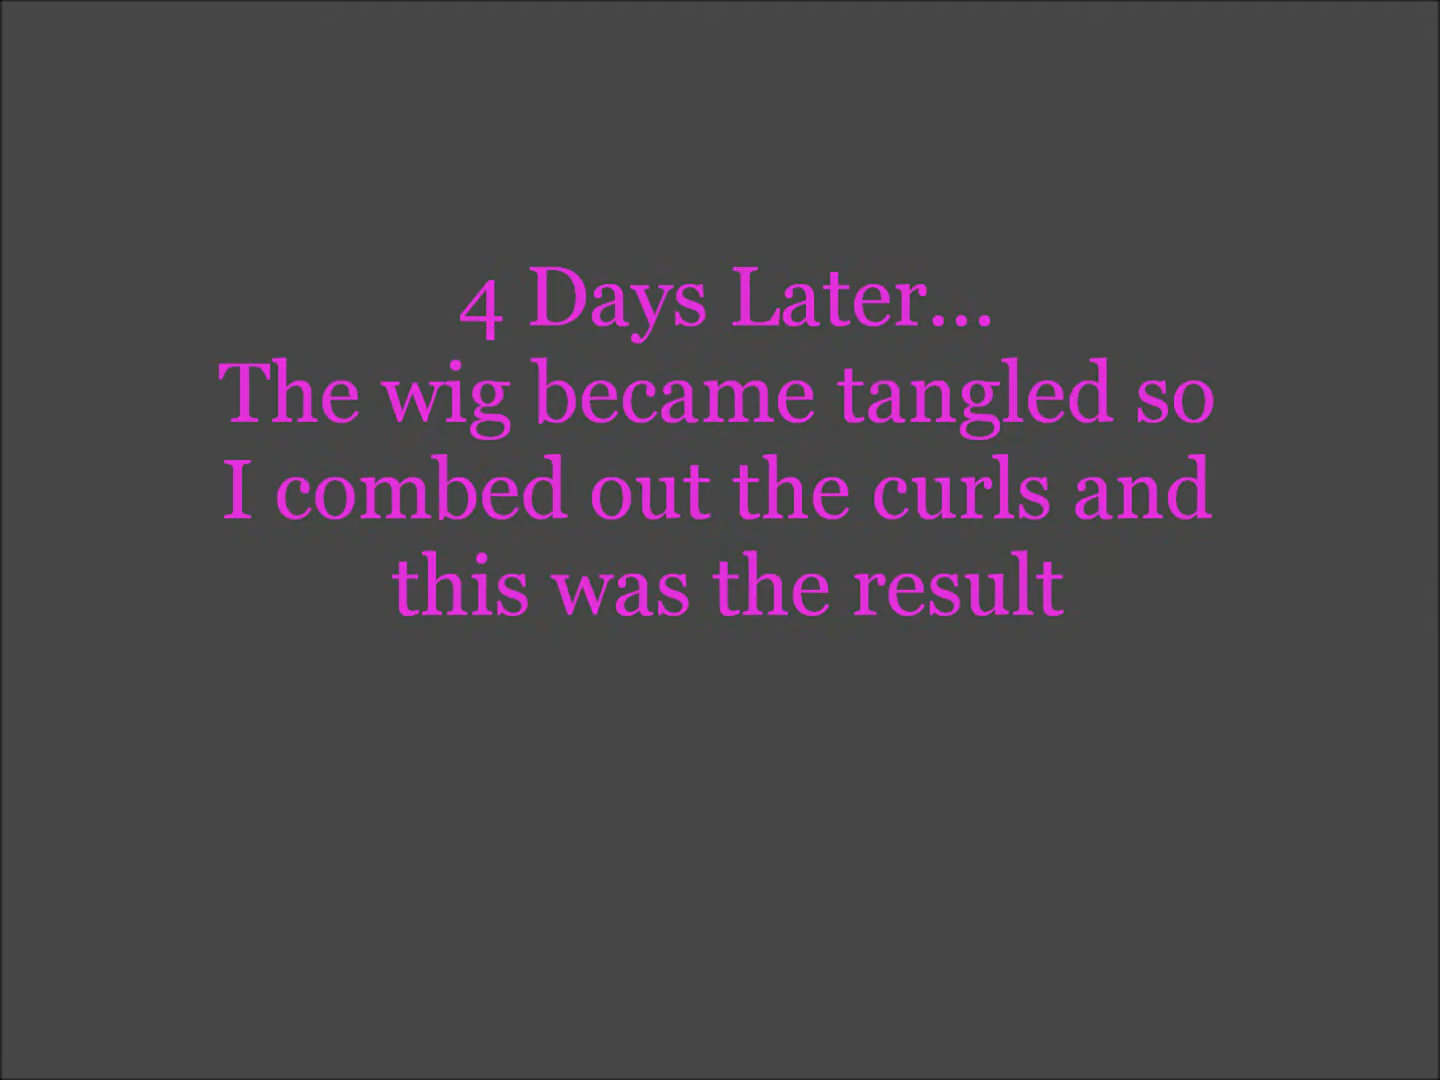 4 Days Later...
The wig became tangled so
I combed out the curls and
this was the result